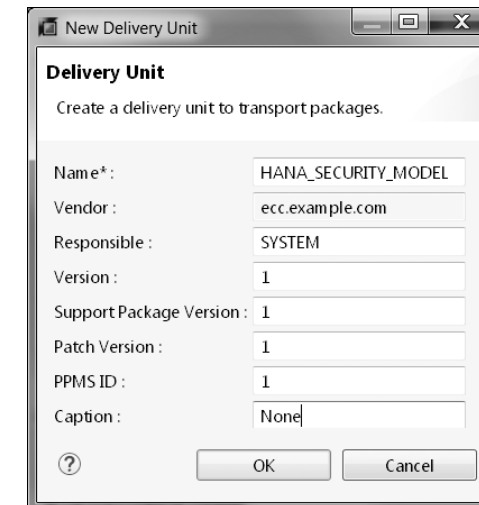 New Delivery Unit
Delivery Unit
Create a delivery unit to transport packages.
Name*: HANA_SECURITY_MODEL
Vendor : ecc.example.com
Responsible : SYSTEM
Version : 1
Support Package Version : 1
Patch Version : 1
PPMS ID : 1
Caption : None
? OK Cancel